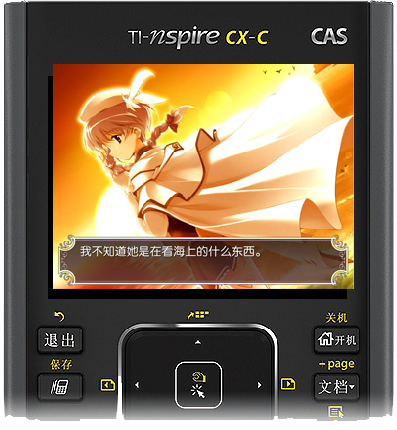 TI-nspire CX-C CAS
我不知道她是在看海上的什么东西。
关机
退出
开机
保存
page
文档